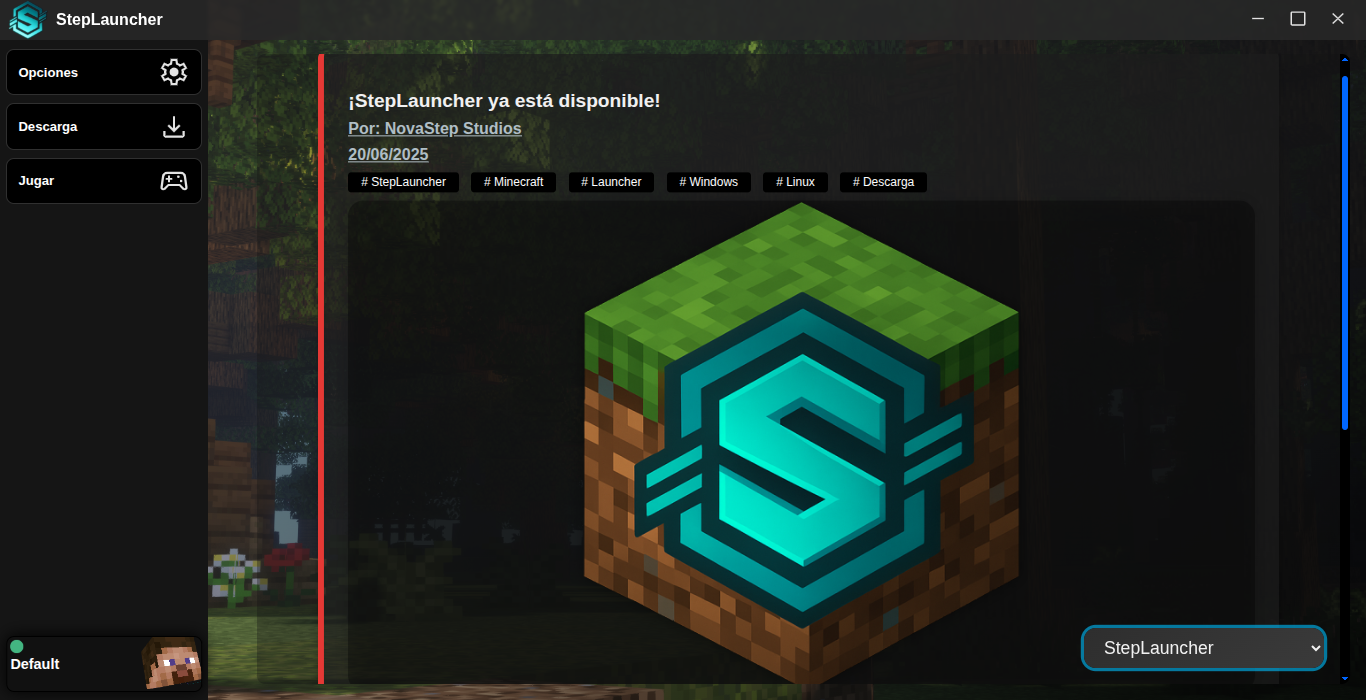 StepLauncher
Opciones
Descarga
Jugar
¡StepLauncher ya está disponible!
Por: NovaStep Studios
20/06/2025
# StepLauncher # Minecraft # Launcher # Windows # Linux # Descarga
Default
StepLauncher